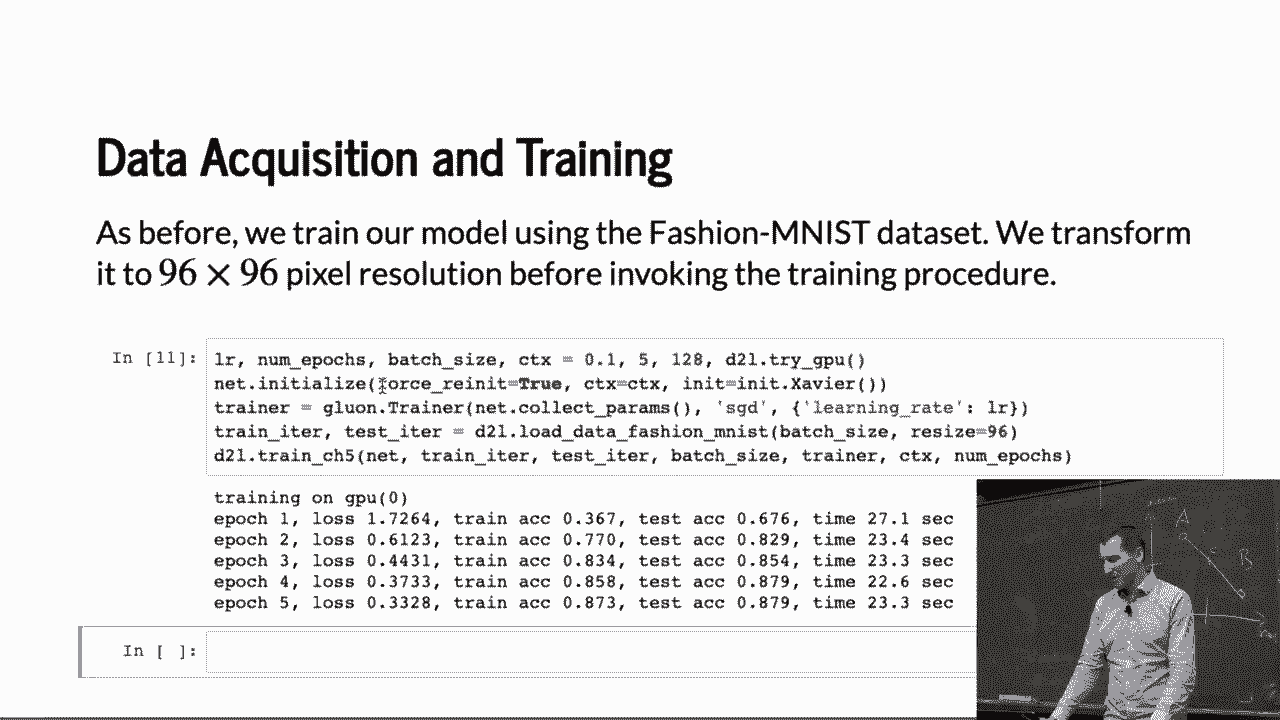 Data Acquisition and Training
As before, we train our model using the Fashion-MNIST dataset. We transform
it to 96 × 96 pixel resolution before invoking the training procedure.
In [11]:
lr, num_epochs, batch_size, ctx = 0.1, 5, 128, d2l.try_gpu()
net.initialize(force_reinit=True, ctx=ctx, init=init.Xavier())
trainer = gluon.Trainer(net.collect_params(), 'sgd', {'learning_rate': lr})
train_iter, test_iter = d2l.load_data_fashion_mnist(batch_size, resize=96)
d2l.train_ch5(net, train_iter, test_iter, batch_size, trainer, ctx, num_epochs)
training on gpu(0)
epoch 1, loss 1.7264, train acc 0.367, test acc 0.676, time 27.1 sec
epoch 2, loss 0.6123, train acc 0.770, test acc 0.829, time 23.4 sec
epoch 3, loss 0.4431, train acc 0.834, test acc 0.854, time 23.3 sec
epoch 4, loss 0.3733, train acc 0.858, test acc 0.879, time 22.6 sec
epoch 5, loss 0.3328, train acc 0.873, test acc 0.879, time 23.3 sec
In [ ]:
A
B